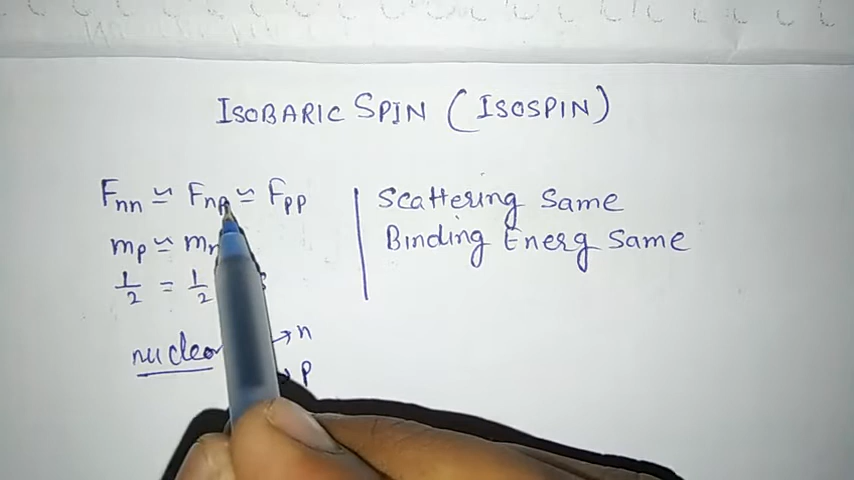 ISOBARIC SPIN (ISOSPIN)
Fnn ≃ Fnp ≃ Fpp
mp ≃ m
1/2 = 1/2
Scattering Same
Binding Energ Same
→ n
→ p